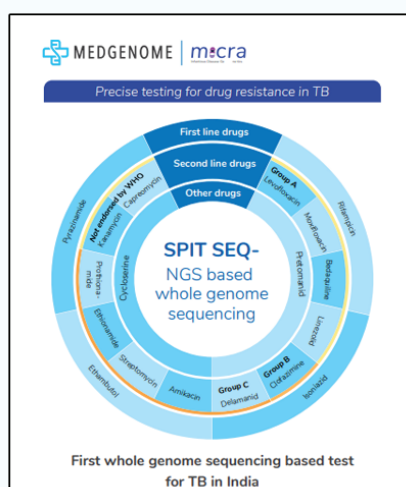 MEDGENOME
micra
Precise testing for drug resistance in TB
First line drugs
Second line drugs
Other drugs
Rifampicin
Isoniazid
Ethambutol
Pyrazinamide
Group A
Levofloxacin
Moxifloxacin
Bedaquiline
Linezolid
Group B
Clofazimine
Group C
Delamanid
Amikacin
Streptomycin
Ethionamide
Prothiona-
mide
Not endorsed by WHO
Kanamycin
Capreomycin
Pretomanid
Cycloserine
SPIT SEQ-
NGS based
whole genome
sequencing
First whole genome sequencing based test
for TB in India